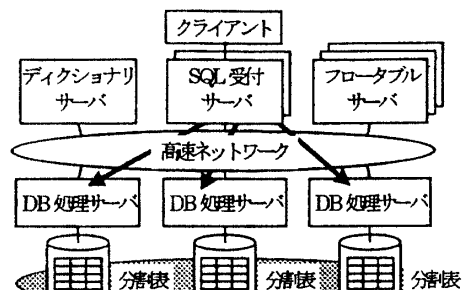 クライアント
ディクショナリ
サーバ
SQL受付
サーバ
フロータブル
サーバ
高速ネットワーク
DB処理サーバ
DB処理サーバ
DB処理サーバ
分割表
分割表
分割表